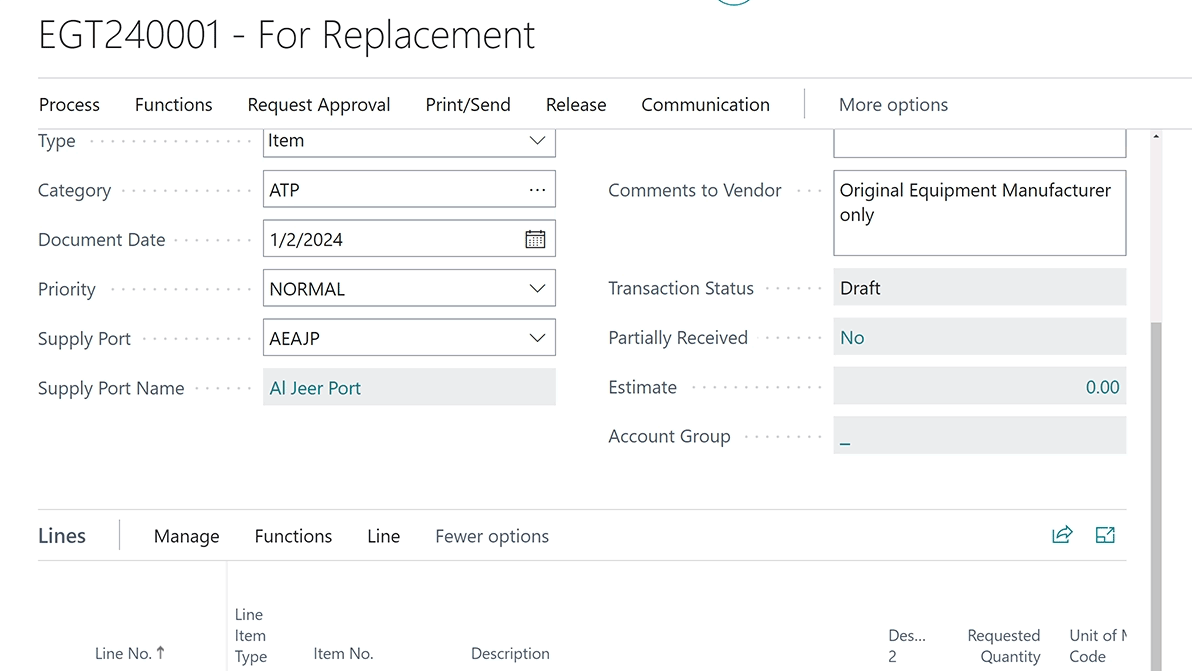 EGT240001 - For Replacement
Process Functions Request Approval Print/Send Release Communication More options
Type Item
Category ATP
Document Date 1/2/2024
Priority NORMAL
Supply Port AEAJP
Supply Port Name Al Jeer Port
Comments to Vendor Original Equipment Manufacturer
only
Transaction Status Draft
Partially Received No
Estimate 0.00
Account Group _
Lines Manage Functions Line Fewer options
Line No.↑
Line
Item
Type
Item No.
Description
Des...
2
Requested
Quantity
Unit of
Code